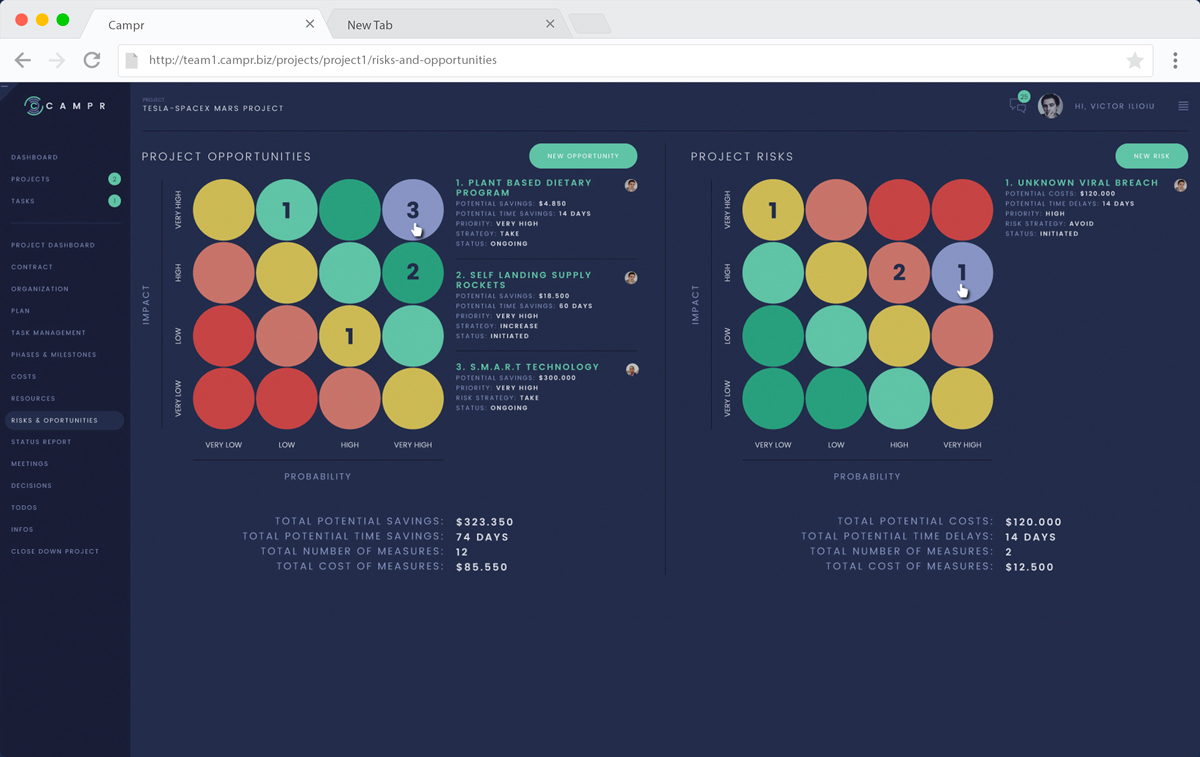 Campr
New Tab
http://team1.campr.biz/projects/project1/risks-and-opportunities
CAMPR
PROJECT
TESLA-SPACEX MARS PROJECT
25
HI, VICTOR ILIOIU
DASHBOARD
PROJECTS 2
TASKS 3
PROJECT DASHBOARD
CONTRACT
ORGANIZATION
PLAN
TASK MANAGEMENT
PHASES & MILESTONES
COSTS
RESOURCES
RISKS & OPORTUNITIES
STATUS REPORT
MEETINGS
DECISIONS
TODOS
INFOS
CLOSE DOWN PROJECT
PROJECT OPPORTUNITIES
NEW OPPORTUNITY
IMPACT
VERY HIGH
HIGH
LOW
VERY LOW
1
3
2
1
VERY LOW
LOW
HIGH
VERY HIGH
PROBABILITY
1. PLANT BASED DIETARY
PROGRAM
POTENTIAL SAVINGS: $4.850
POTENTIAL TIME SAVINGS: 14 DAYS
PRIORITY: VERY HIGH
STRATEGY: TAKE
STATUS: ONGOING
2. SELF LANDING SUPPLY
ROCKETS
POTENTIAL SAVINGS: $18.500
POTENTIAL TIME SAVINGS: 60 DAYS
PRIORITY: VERY HIGH
STRATEGY: INCREASE
STATUS: INITIATED
3. S.M.A.R.T TECHNOLOGY
POTENTIAL SAVINGS: $300.000
PRIORITY: VERY HIGH
RISK STRATEGY: TAKE
STATUS: ONGOING
TOTAL POTENTIAL SAVINGS: $323.350
TOTAL POTENTIAL TIME SAVINGS: 74 DAYS
TOTAL NUMBER OF MEASURES: 12
TOTAL COST OF MEASURES: $85.550
PROJECT RISKS
NEW RISK
IMPACT
VERY HIGH
HIGH
LOW
VERY LOW
1
2
1
VERY LOW
LOW
HIGH
VERY HIGH
PROBABILITY
1. UNKNOWN VIRAL BREACH
POTENTIAL COSTS: $120.000
POTENTIAL TIME DELAYS: 14 DAYS
PRIORITY: HIGH
RISK STRATEGY: AVOID
STATUS: INITIATED
TOTAL POTENTIAL COSTS: $120.000
TOTAL POTENTIAL TIME DELAYS: 14 DAYS
TOTAL NUMBER OF MEASURES: 2
TOTAL COST OF MEASURES: $12.500